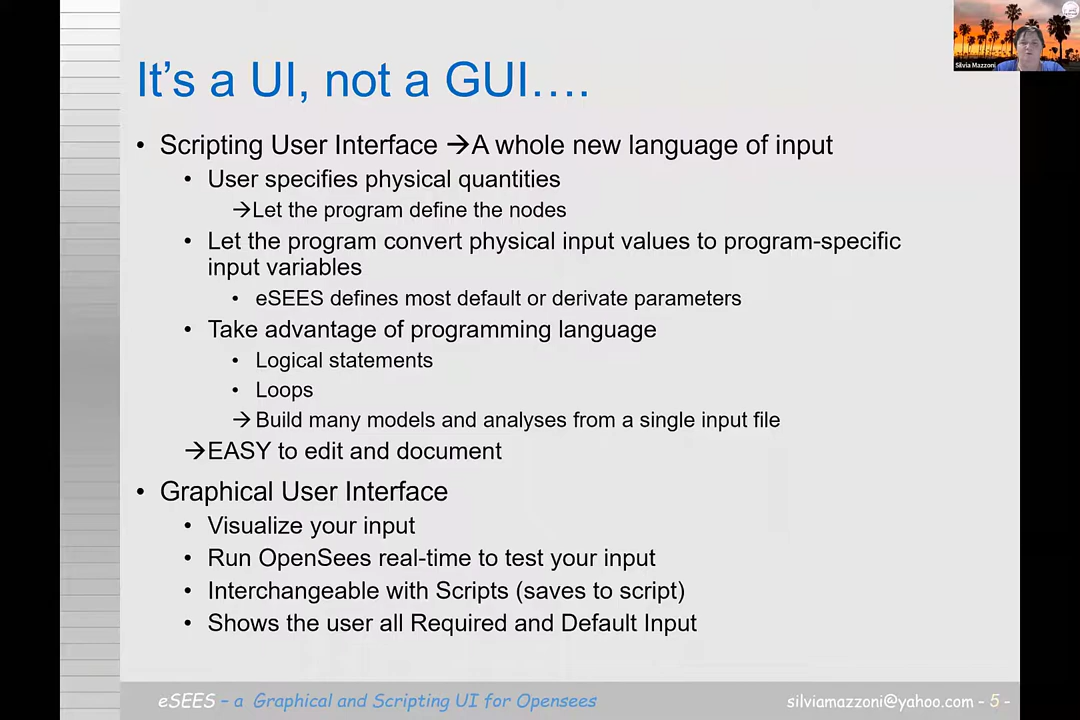 Silvia Mazzoni
It's a UI, not a GUI….
• Scripting User Interface →A whole new language of input
• User specifies physical quantities
→Let the program define the nodes
• Let the program convert physical input values to program-specific
input variables
• eSEES defines most default or derivate parameters
• Take advantage of programming language
• Logical statements
• Loops
→ Build many models and analyses from a single input file
→EASY to edit and document
• Graphical User Interface
• Visualize your input
• Run OpenSees real-time to test your input
• Interchangeable with Scripts (saves to script)
• Shows the user all Required and Default Input
eSEES – a Graphical and Scripting UI for Opensees
silviamazzoni@yahoo.com - 5 -